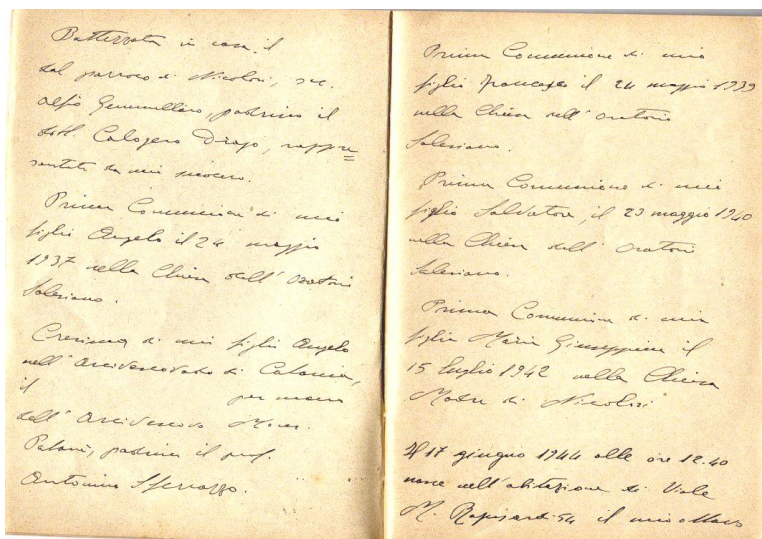 Battezzata in casa il
dal parroco di Nicolosi, sac.
Alfio Gemmellaro, padrino il
dott. Calogero Drago, rappre=
sentato da mio suocero.
Prima Comunione di mio
figlio Angelo il 24 maggio
1937 nella Chiesa dell'Oratorio
Salesiano.
Cresima di mio figlio Angelo
nell'Arcivescovado di Catania,
il per mano
dell'Arcivescovo Mons.
Patanè, padrino il prof.
Antonino
Prima Comunione di mio
figlio Francesco il 24 maggio 1939
nella Chiesa dell'Oratorio
Salesiano.
Prima Comunione di mio
figlio Salvatore, il 23 maggio 1940
nella Chiesa dell'Oratorio
Salesiano.
Prima Comunione di mia
figlia Maria Giuseppina il
15 luglio 1942 nella Chiesa
Madre di Nicolosi
Il 17 giugno 1944 alle ore 12.40
nasce nell'abitazione di Viale
M. Rapisardi 54 il mio ottavo